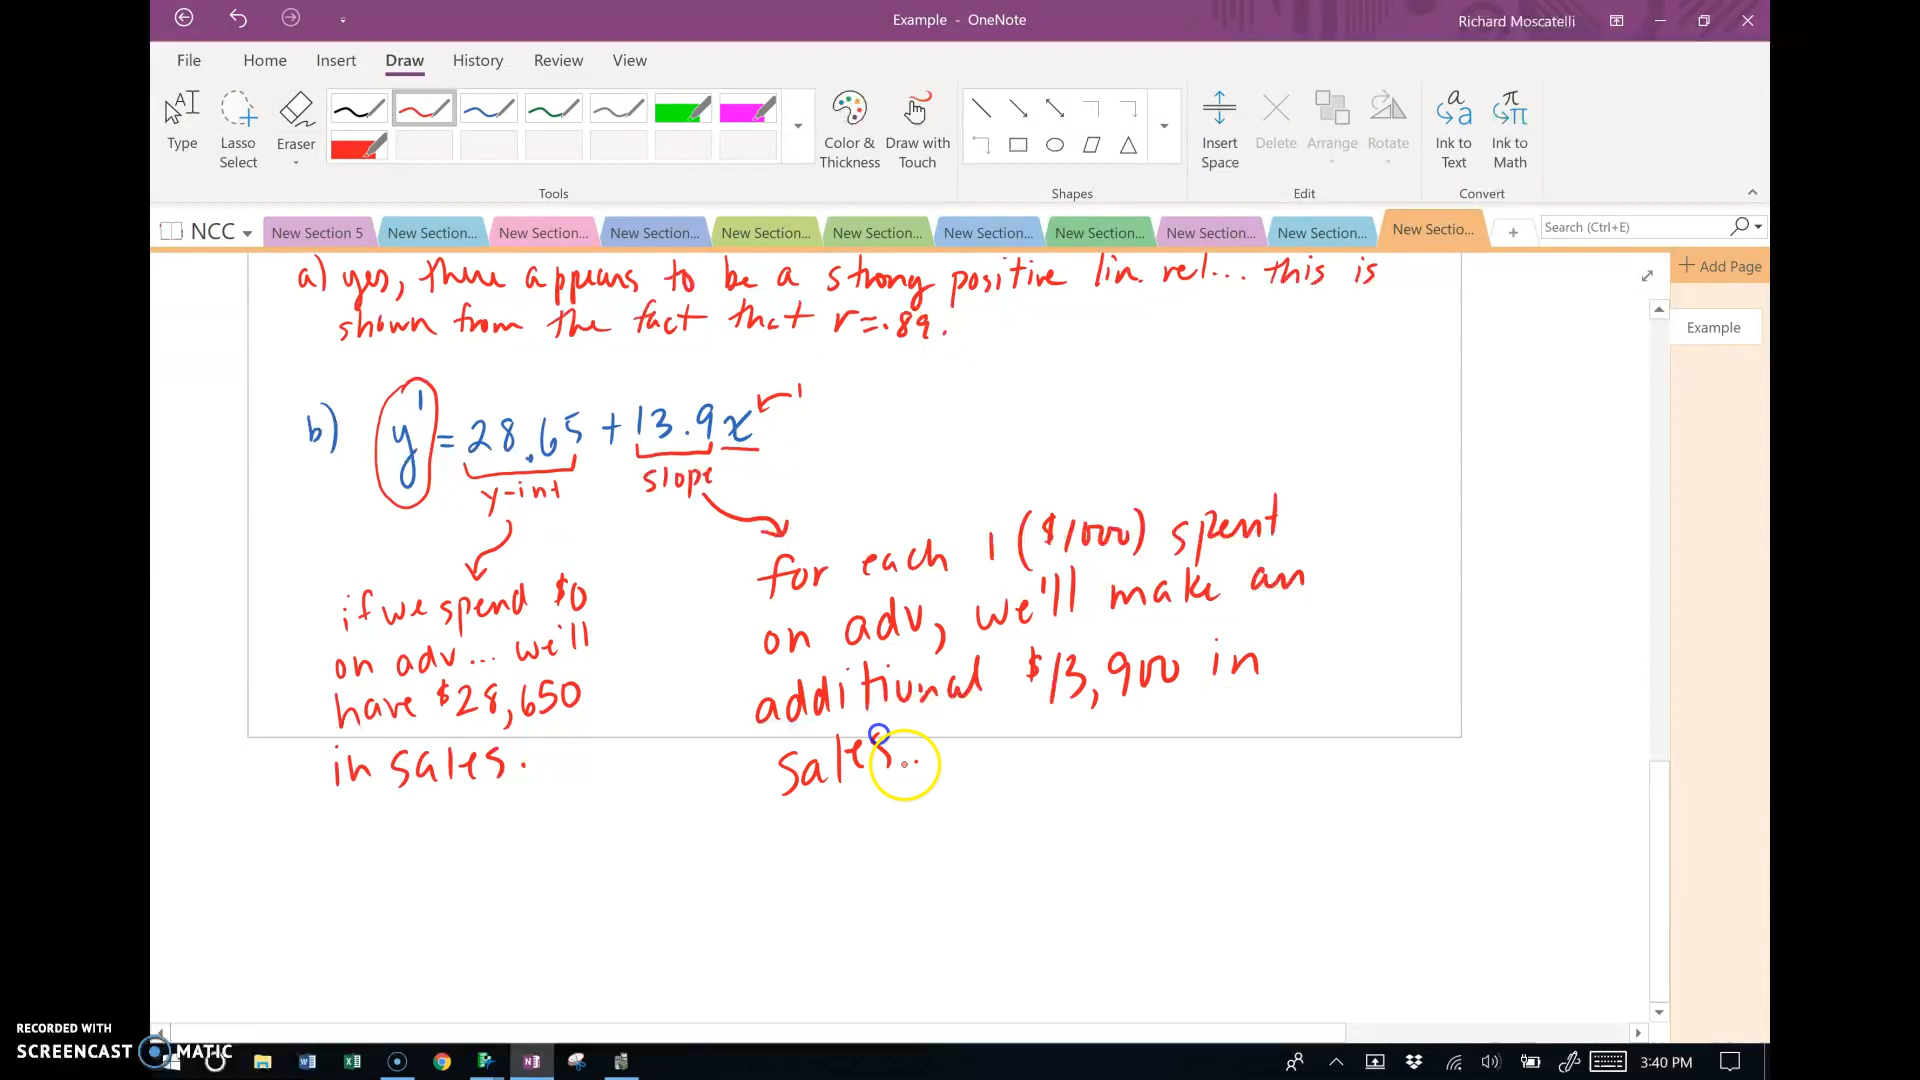 Example - OneNote
Richard Moscatelli
File Home Insert Draw History Review View
Type
Lasso Select
Eraser
Color & Thickness
Draw with Touch
Insert Space
Delete
Arrange
Rotate
Ink to Text
Ink to Math
Tools
Shapes
Edit
Convert
NCC
New Section 5
New Section...
New Section...
New Section...
New Section...
New Section...
New Section...
New Section...
New Section...
New Section...
New Sectio...
Search (Ctrl+E)
Add Page
Example
a) yes, there appears to be a strong positive lin. rel... this is
shown from the fact that r=.89.
b) y' = 28.65 + 13.9x
1
y-int
slope
if we spend $0
on adv... we'll
have $28,650
in sales.
for each 1 ($1000) spent
on adv, we'll make an
additional $13,900 in
sales.
RECORDED WITH
SCREENCAST MATIC
3:40 PM